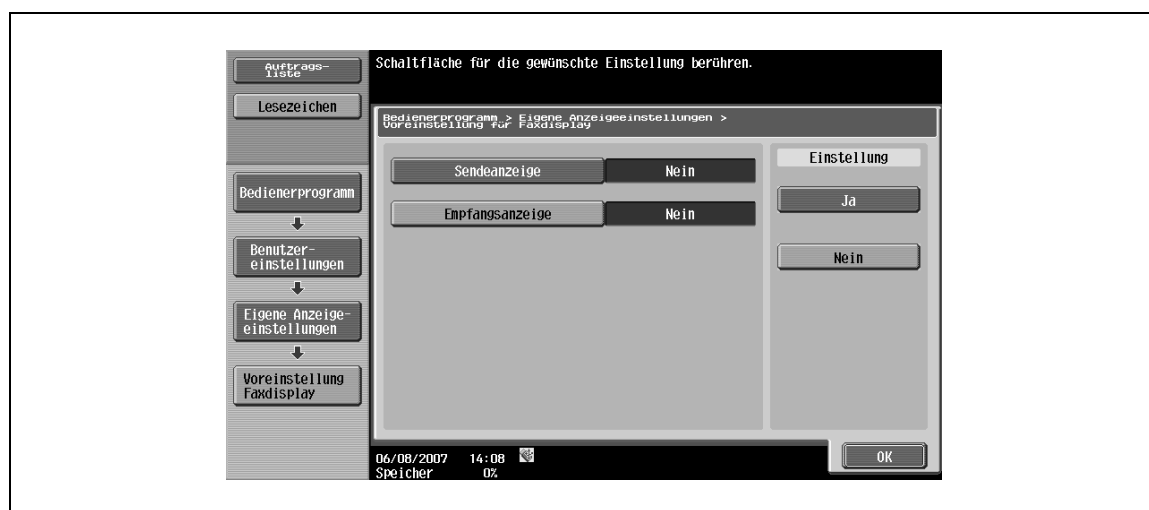 Auftrags-
liste
Lesezeichen
Bedienerprogramm
Benutzer-
einstellungen
Eigene Anzeige-
einstellungen
Voreinstellung
Faxdisplay
Schaltfläche für die gewünschte Einstellung berühren.
Bedienerprogramm > Eigene Anzeigeeinstellungen >
Voreinstellung für Faxdisplay
Sendeanzeige Nein
Empfangsanzeige Nein
Einstellung
Ja
Nein
06/08/2007 14:08
Speicher 0%
OK